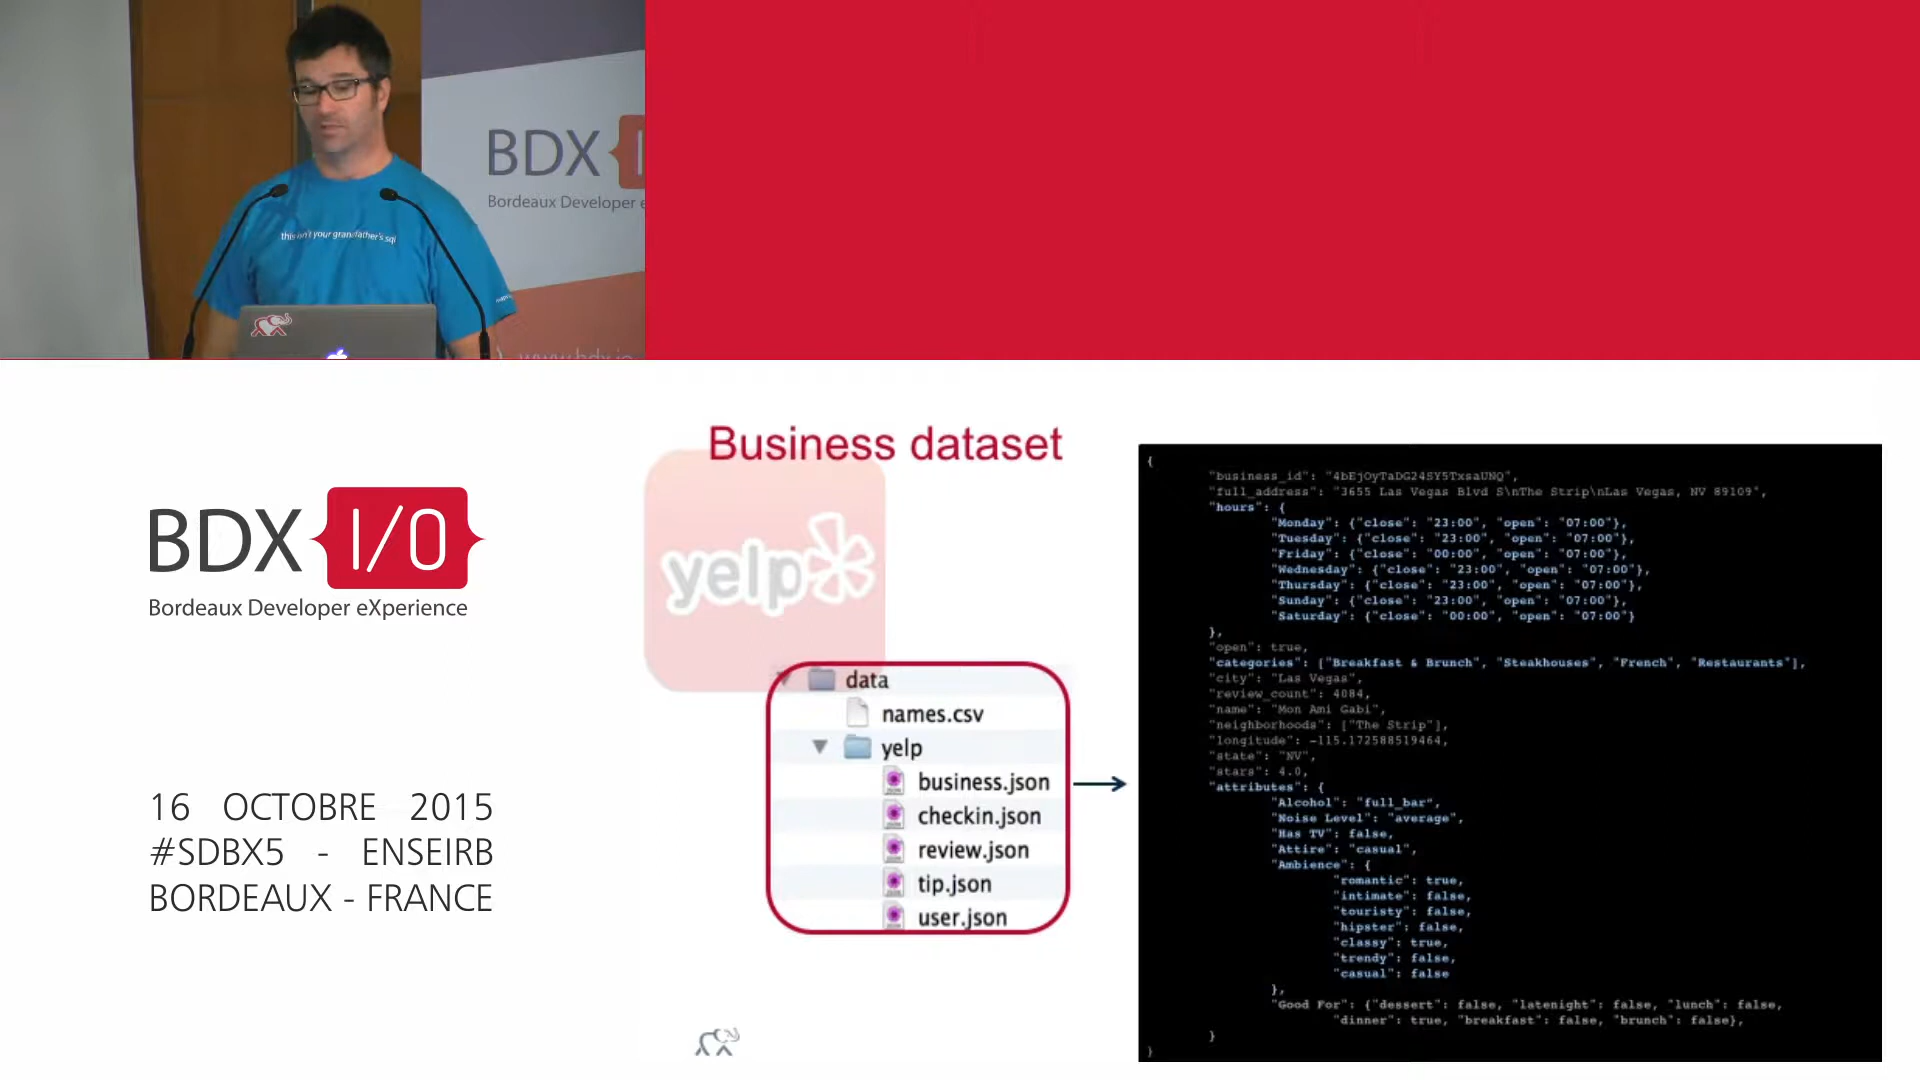 BDX I
Bordeaux Developer e
this isn't your grandfather's sql
Business dataset
yelp
BDX I/O
Bordeaux Developer eXperience
16 OCTOBRE 2015
#SDBX5 - ENSEIRB
BORDEAUX - FRANCE
data
names.csv
yelp
business.json
checkin.json
review.json
tip.json
user.json
{
"business_id": "4bEjOyTaDG24SY5TxsaUNQ",
"full_address": "3655 Las Vegas Blvd S\nThe Strip\nLas Vegas, NV 89109",
"hours": {
"Monday": {"close": "23:00", "open": "07:00"},
"Tuesday": {"close": "23:00", "open": "07:00"},
"Friday": {"close": "00:00", "open": "07:00"},
"Wednesday": {"close": "23:00", "open": "07:00"},
"Thursday": {"close": "23:00", "open": "07:00"},
"Sunday": {"close": "23:00", "open": "07:00"},
"Saturday": {"close": "00:00", "open": "07:00"}
},
"open": true,
"categories": ["Breakfast & Brunch", "Steakhouses", "French", "Restaurants"],
"city": "Las Vegas",
"review_count": 4084,
"name": "Mon Ami Gabi",
"neighborhoods": ["The Strip"],
"longitude": -115.172588519464,
"state": "NV",
"stars": 4.0,
"attributes": {
"Alcohol": "full_bar",
"Noise Level": "average",
"Has TV": false,
"Attire": "casual",
"Ambience": {
"romantic": true,
"intimate": false,
"touristy": false,
"hipster": false,
"classy": true,
"trendy": false,
"casual": false
},
"Good For": {"dessert": false, "latenight": false, "lunch": false,
"dinner": true, "breakfast": false, "brunch": false},
}
}